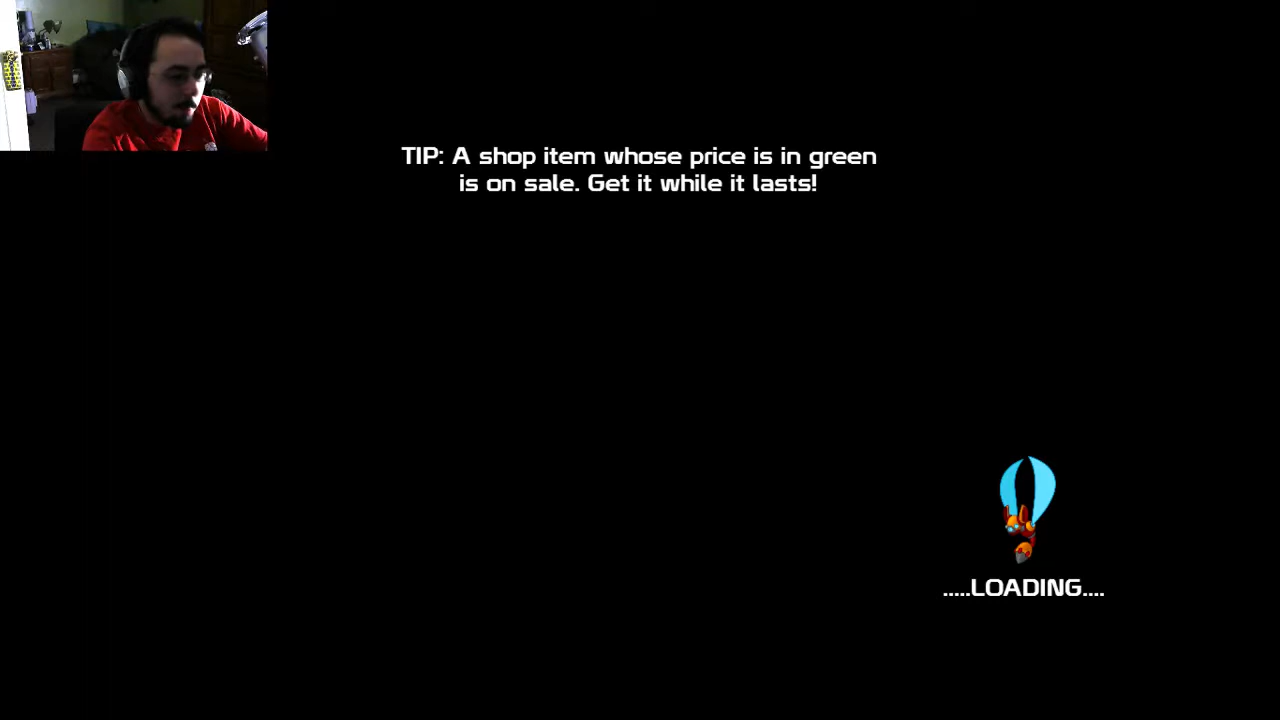 TIP: A shop item whose price is in green
is on sale. Get it while it lasts!
.....LOADING....